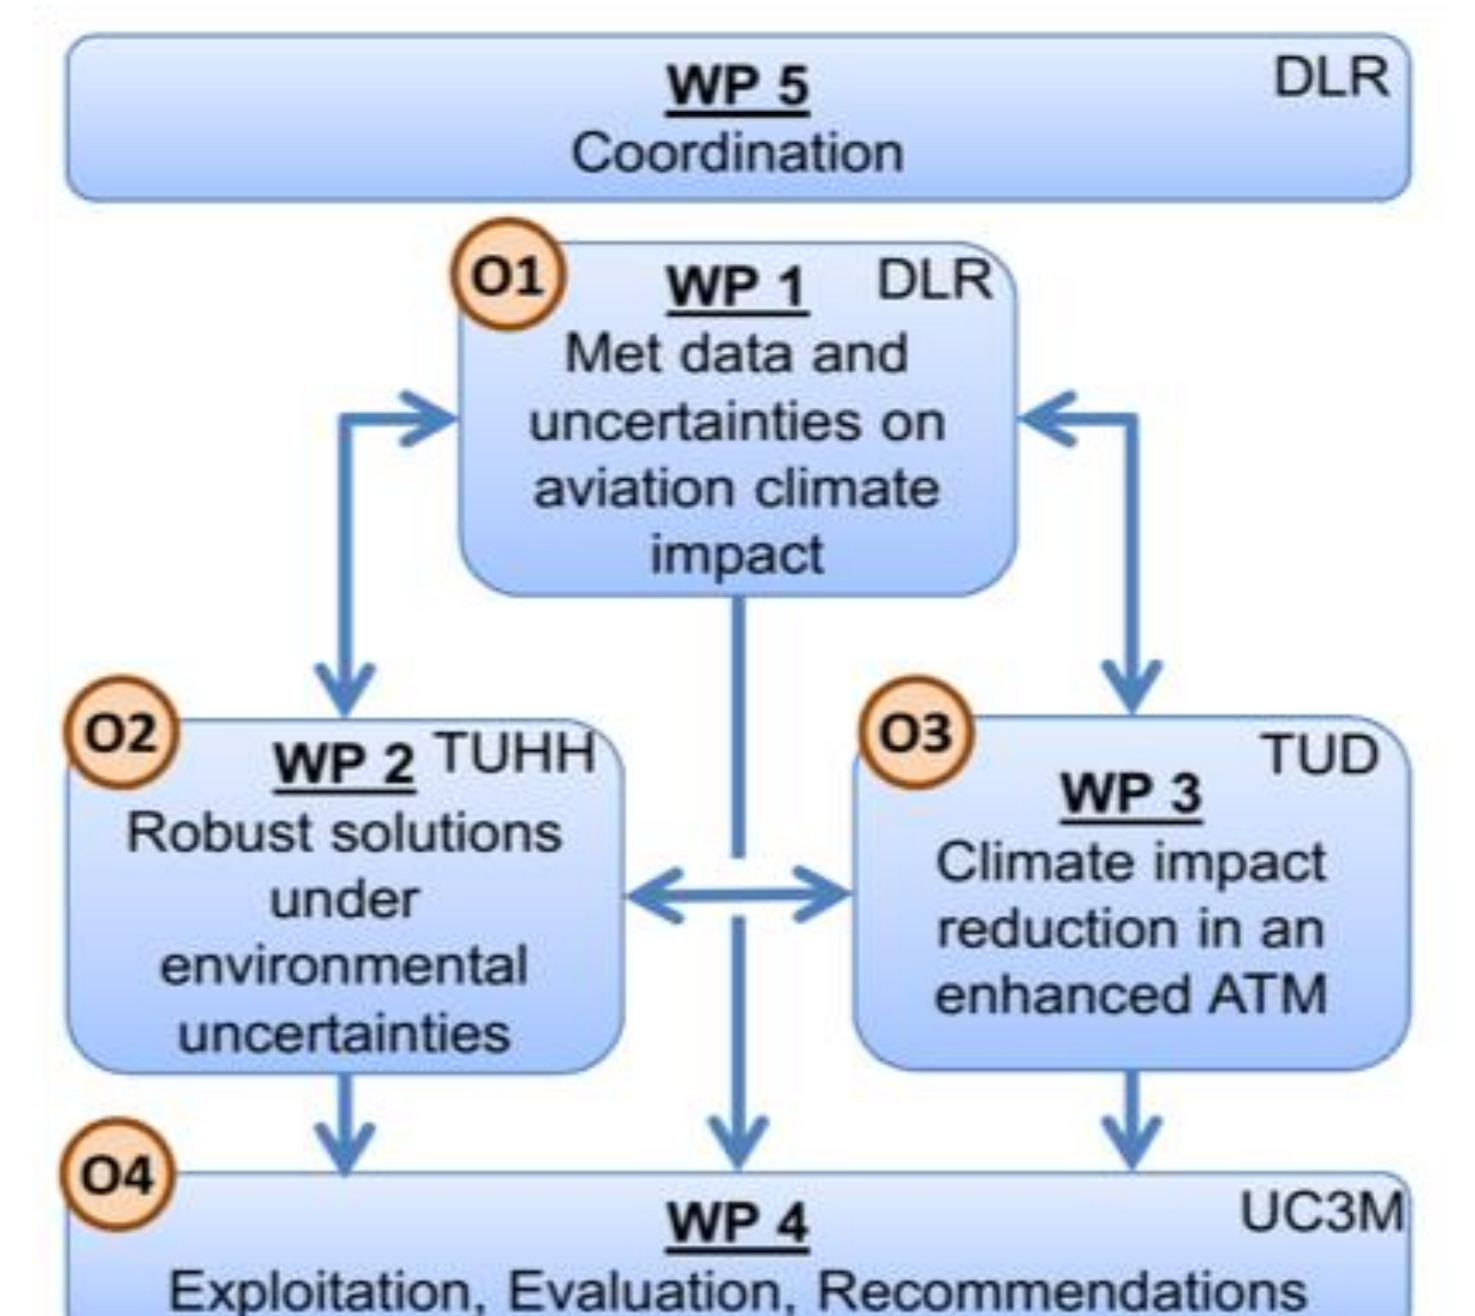 WP 5 DLR
Coordination
O1 WP 1 DLR
Met data and
uncertainties on
aviation climate
impact
O2 WP 2 TUHH
Robust solutions
under
environmental
uncertainties
O3 TUD
WP 3
Climate impact
reduction in an
enhanced ATM
O4 WP 4 UC3M
Exploitation, Evaluation, Recommendations